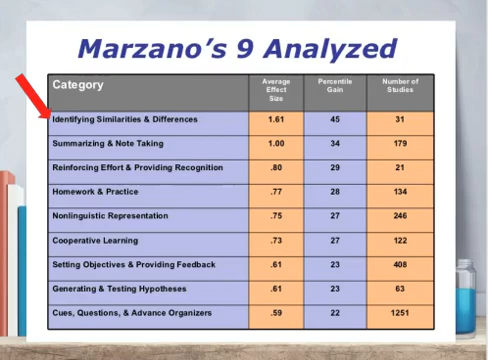 Marzano's 9 Analyzed
Category Average Effect Size Percentile Gain Number of Studies
Identifying Similarities & Differences 1.61 45 31
Summarizing & Note Taking 1.00 34 179
Reinforcing Effort & Providing Recognition .80 29 21
Homework & Practice .77 28 134
Nonlinguistic Representation .75 27 246
Cooperative Learning .73 27 122
Setting Objectives & Providing Feedback .61 23 408
Generating & Testing Hypotheses .61 23 63
Cues, Questions, & Advance Organizers .59 22 1251